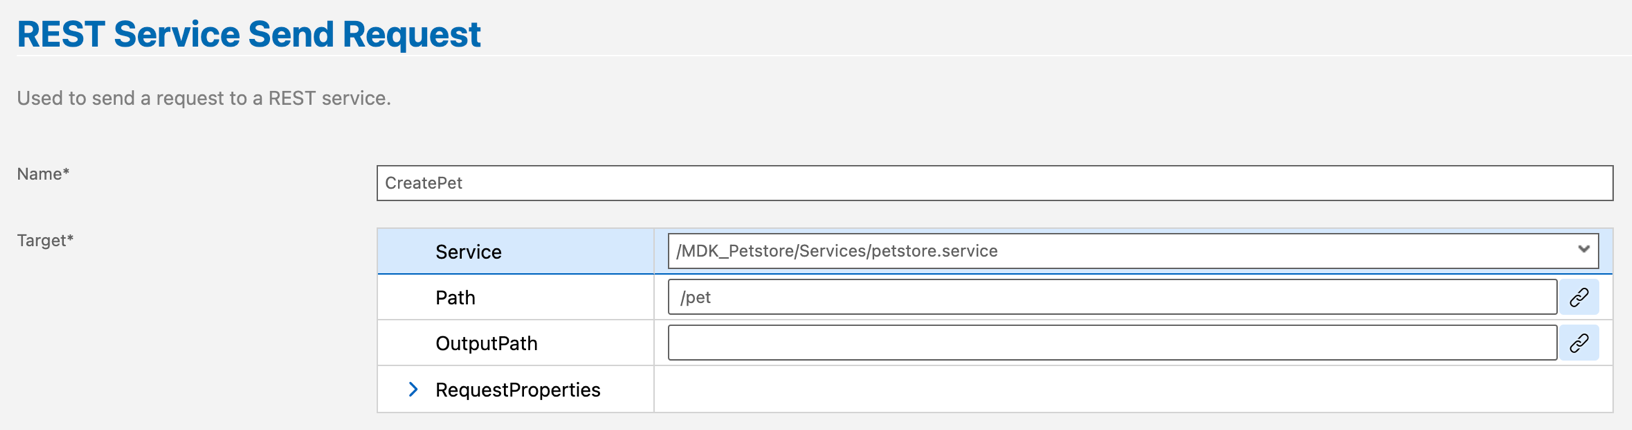 REST Service Send Request
Used to send a request to a REST service.
Name*
CreatePet
Target*
Service
/MDK_Petstore/Services/petstore.service
Path
/pet
OutputPath
RequestProperties